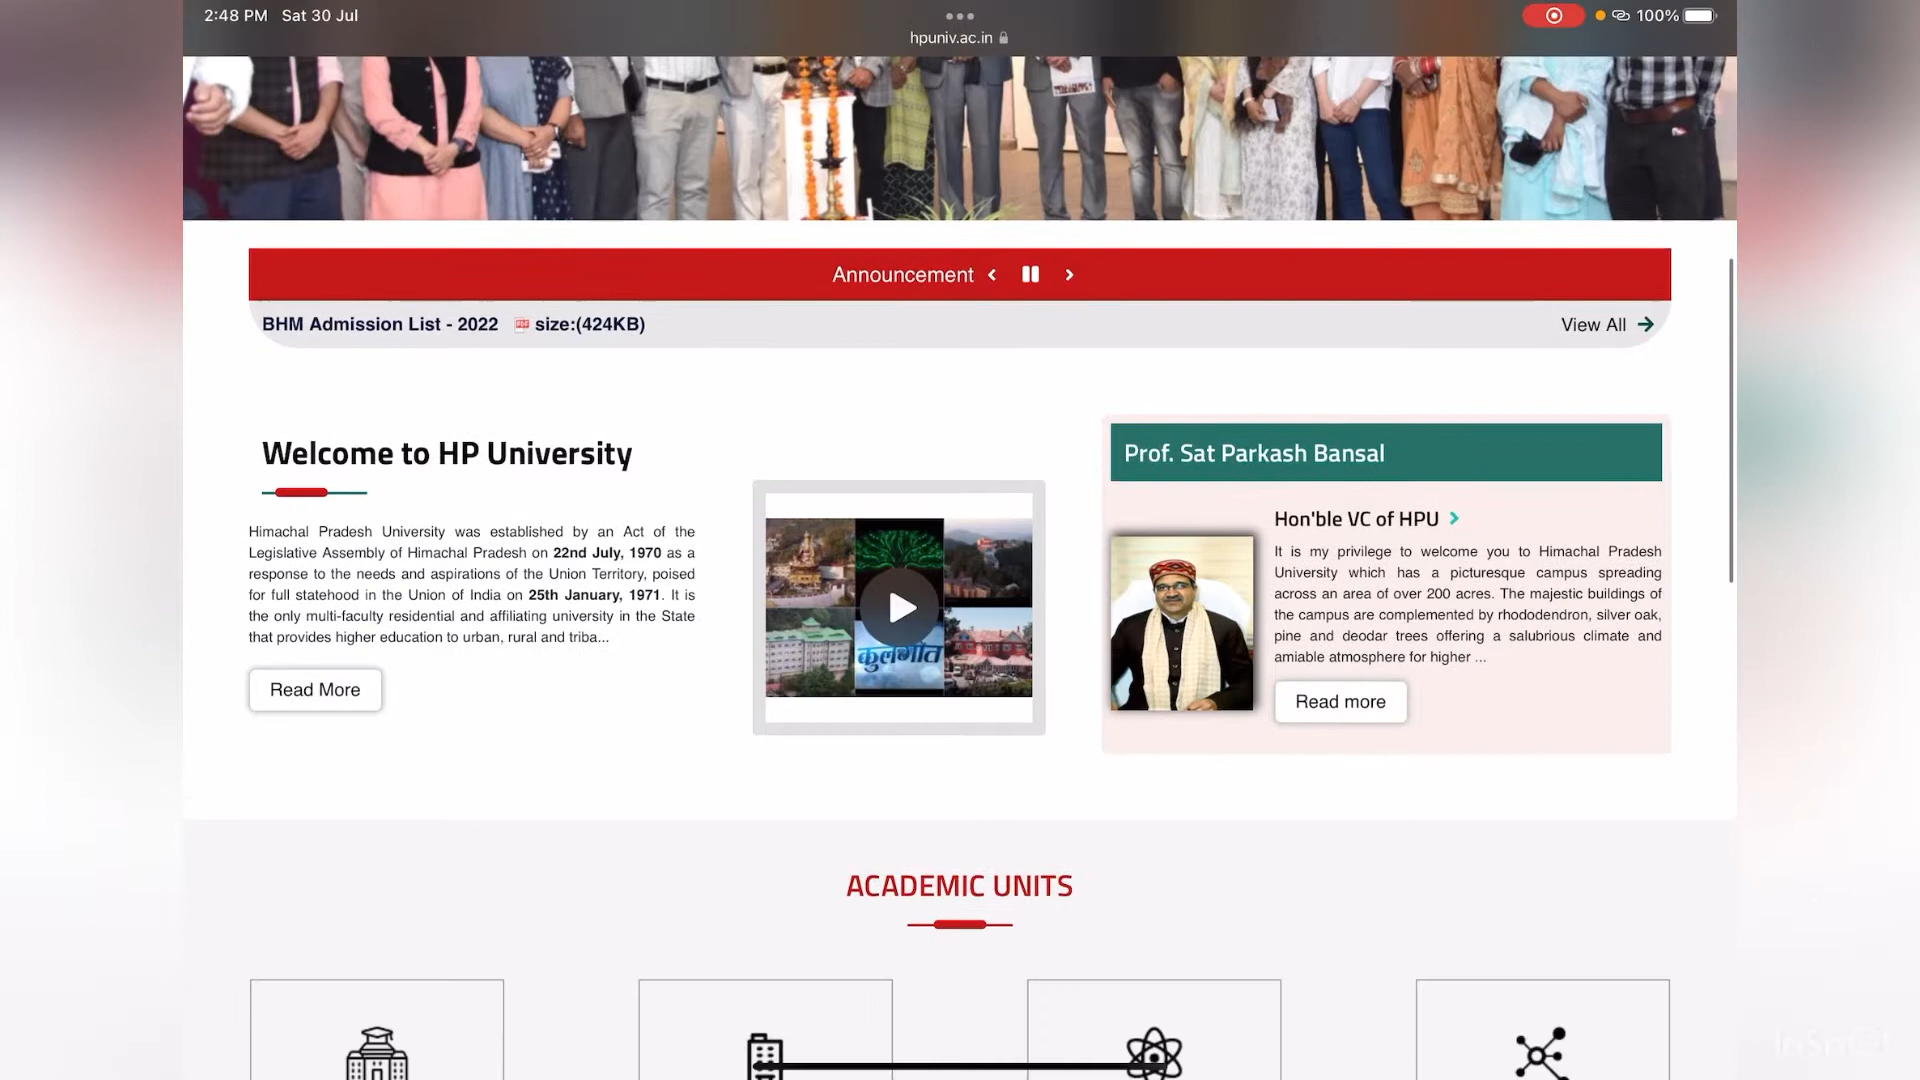 2:48 PM Sat 30 Jul
100%
hpuniv.ac.in
Announcement
BHM Admission List - 2022 size:(424KB)
View All
Welcome to HP University
Himachal Pradesh University was established by an Act of the
Legislative Assembly of Himachal Pradesh on 22nd July, 1970 as a
response to the needs and aspirations of the Union Territory, poised
for full statehood in the Union of India on 25th January, 1971. It is
the only multi-faculty residential and affiliating university in the State
that provides higher education to urban, rural and triba...
Read More
कुलगीत
Prof. Sat Parkash Bansal
Hon'ble VC of HPU
It is my privilege to welcome you to Himachal Pradesh
University which has a picturesque campus spreading
across an area of over 200 acres. The majestic buildings of
the campus are complemented by rhododendron, silver oak,
pine and deodar trees offering a salubrious climate and
amiable atmosphere for higher ...
Read more
ACADEMIC UNITS